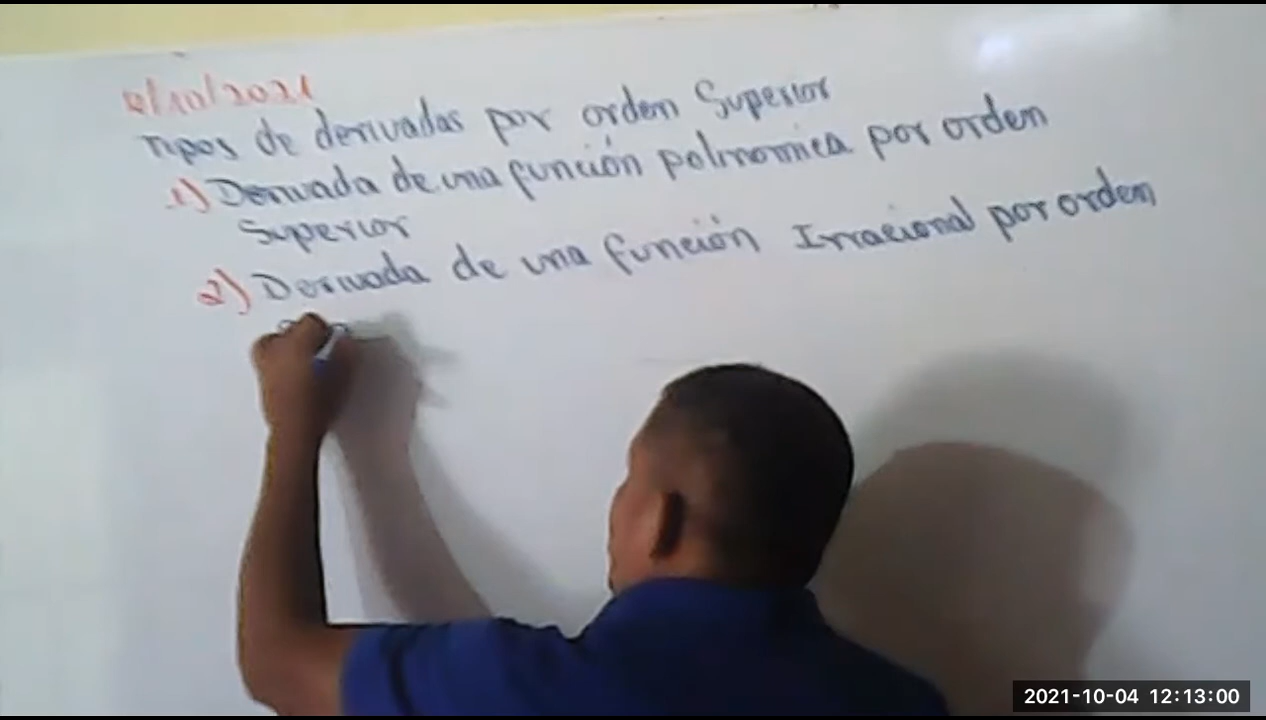 4/10/2021
Tipos de derivadas por orden Superior
1) Derivada de una función polinomica por orden
Superior
2) Derivada de una función Irracional por orden
2021-10-04 12:13:00